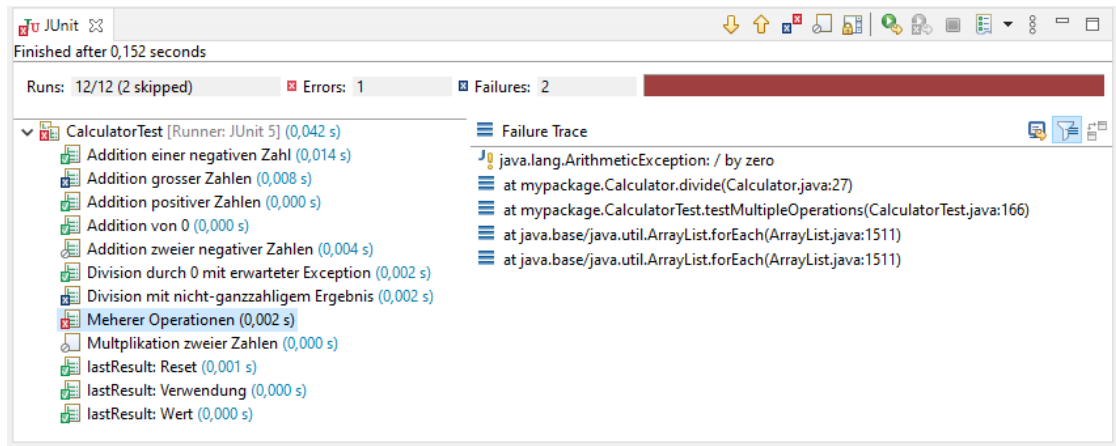 JUnit
Finished after 0,152 seconds
Runs: 12/12 (2 skipped) Errors: 1 Failures: 2
CalculatorTest [Runner: JUnit 5] (0,042 s)
Addition einer negativen Zahl (0,014 s)
Addition grosser Zahlen (0,008 s)
Addition positiver Zahlen (0,000 s)
Addition von 0 (0,000 s)
Addition zweier negativer Zahlen (0,004 s)
Division durch 0 mit erwarteter Exception (0,002 s)
Division mit nicht-ganzzahligem Ergebnis (0,002 s)
Meherer Operationen (0,002 s)
Multplikation zweier Zahlen (0,000 s)
lastResult: Reset (0,001 s)
lastResult: Verwendung (0,000 s)
lastResult: Wert (0,000 s)
Failure Trace
java.lang.ArithmeticException: / by zero
at mypackage.Calculator.divide(Calculator.java:27)
at mypackage.CalculatorTest.testMultipleOperations(CalculatorTest.java:166)
at java.base/java.util.ArrayList.forEach(ArrayList.java:1511)
at java.base/java.util.ArrayList.forEach(ArrayList.java:1511)